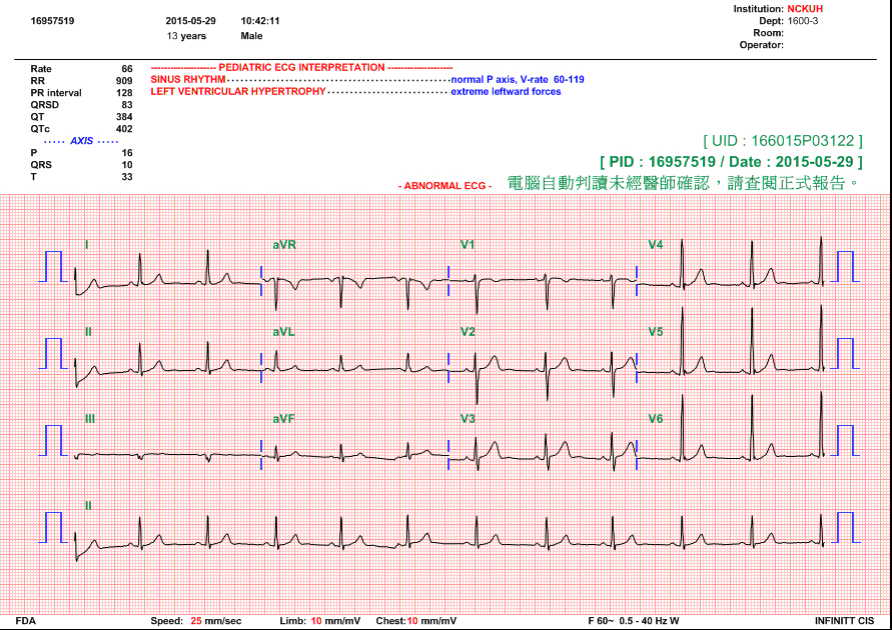 Institution: NCKUH
16957519 2015-05-29 10:42:11 Dept: 1600-3
13 years Male Room:
Operator:
Rate 66 -------------------- PEDIATRIC ECG INTERPRETATION --------------------
RR 909 SINUS RHYTHM - - - - - - - - - - - - - - - - - - - - normal P axis, V-rate 60-119
PR interval 128 LEFT VENTRICULAR HYPERTROPHY - - - - - - - - - - - - extreme leftward forces
QRSD 83
QT 384
QTc 402
----- AXIS -----
P 16
QRS 10
T 33
[ UID : 166015P03122 ]
[ PID : 16957519 / Date : 2015-05-29 ]
- ABNORMAL ECG - 電腦自動判讀未經醫師確認，請查閱正式報告。
I aVR V1 V4
II aVL V2 V5
III aVF V3 V6
II
FDA Speed: 25 mm/sec Limb: 10 mm/mV Chest:10 mm/mV F 60~ 0.5 - 40 Hz W INFINITT CIS